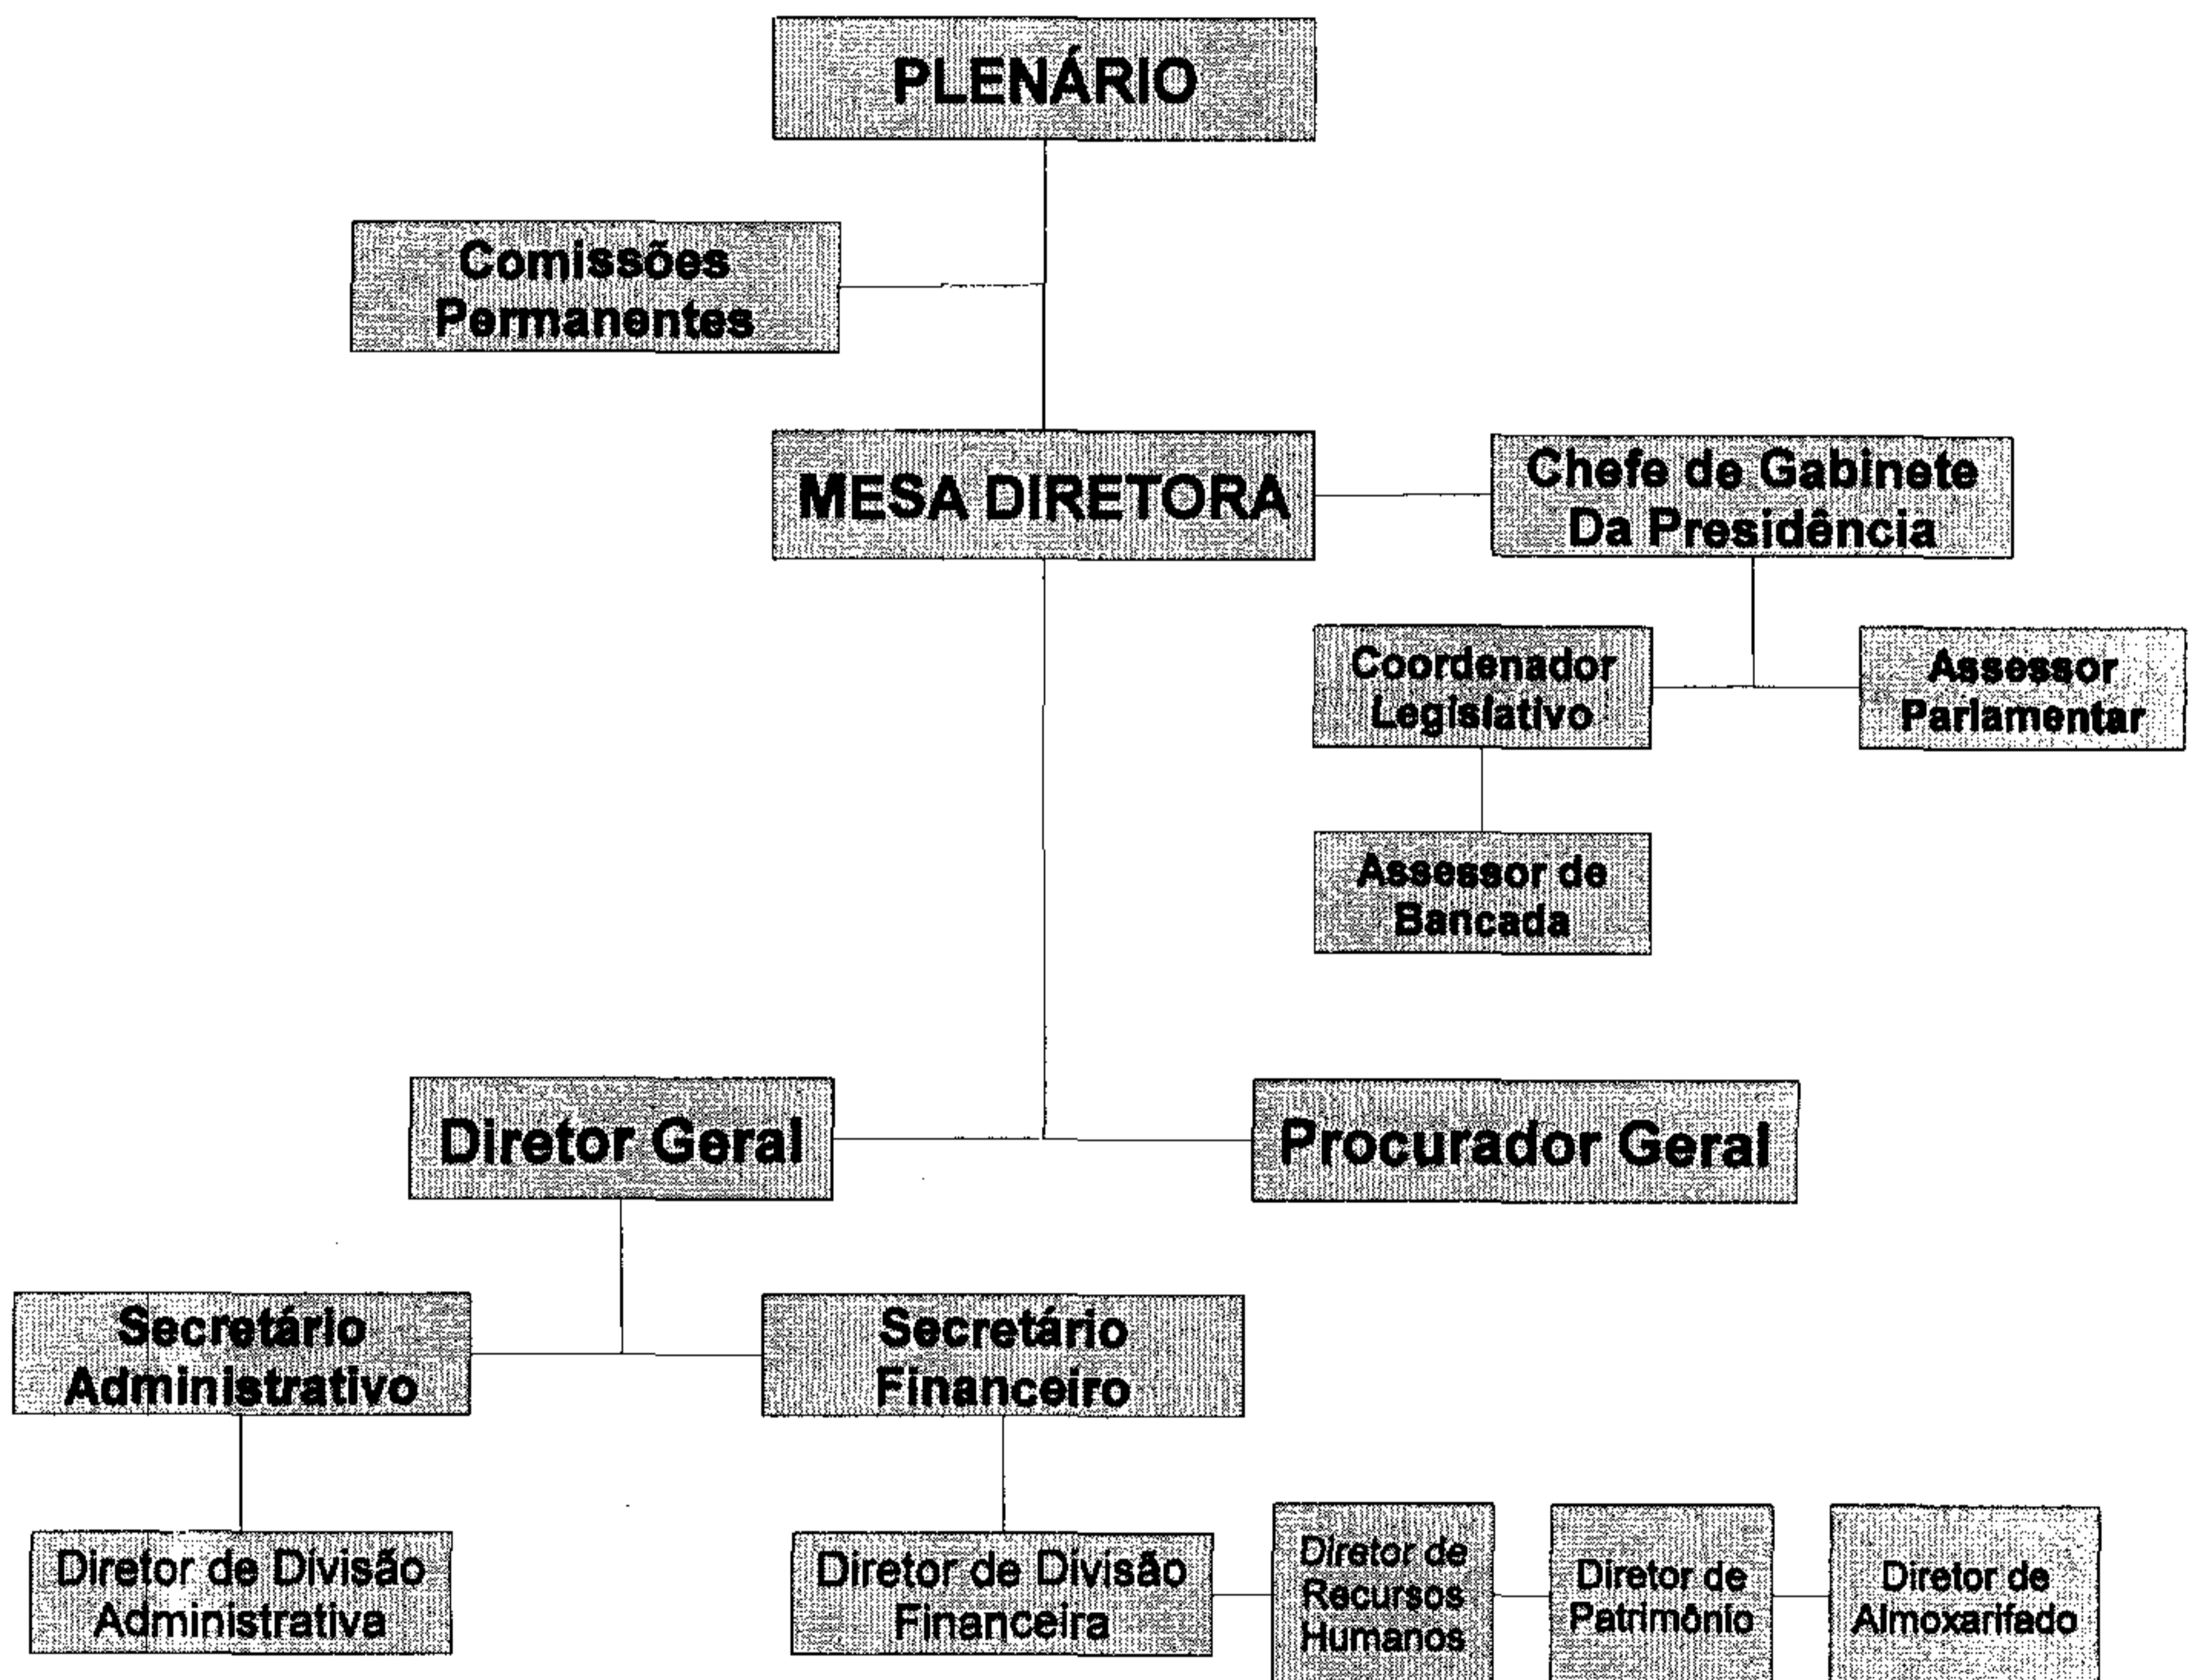 PLENÁRIO
Comissões
Permanentes
MESA DIRETORA
Chefe de Gabinete
Da Presidência
Coordenador
Legislativo
Assessor
Parlamentar
Assessor de
Bancada
Diretor Geral
Procurador Geral
Secretário
Administrativo
Secretário
Financeiro
Diretor de Divisão
Administrativa
Diretor de Divisão
Financeira
Diretor de
Recursos
Humanos
Diretor de
Patrimônio
Diretor de
Almoxarifado